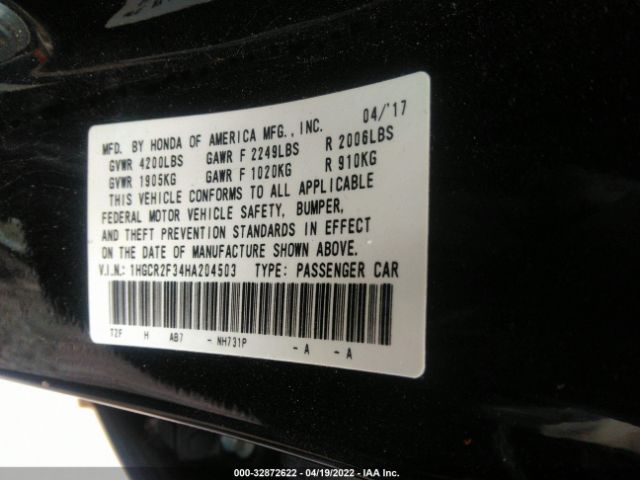 04/'17
MFD. BY HONDA OF AMERICA MFG., INC.
GVWR 4200LBS GAWR F 2249LBS R 2006LBS
GVWR 1905KG GAWR F 1020KG R 910KG
THIS VEHICLE CONFORMS TO ALL APPLICABLE
FEDERAL MOTOR VEHICLE SAFETY, BUMPER,
AND THEFT PREVENTION STANDARDS IN EFFECT
ON THE DATE OF MANUFACTURE SHOWN ABOVE.
V.I.N.: 1HGCR2F34HA204503 TYPE: PASSENGER CAR
T2F H AB7 - NH731P - A - A
000-32872622 - 04/19/2022 - IAA Inc.